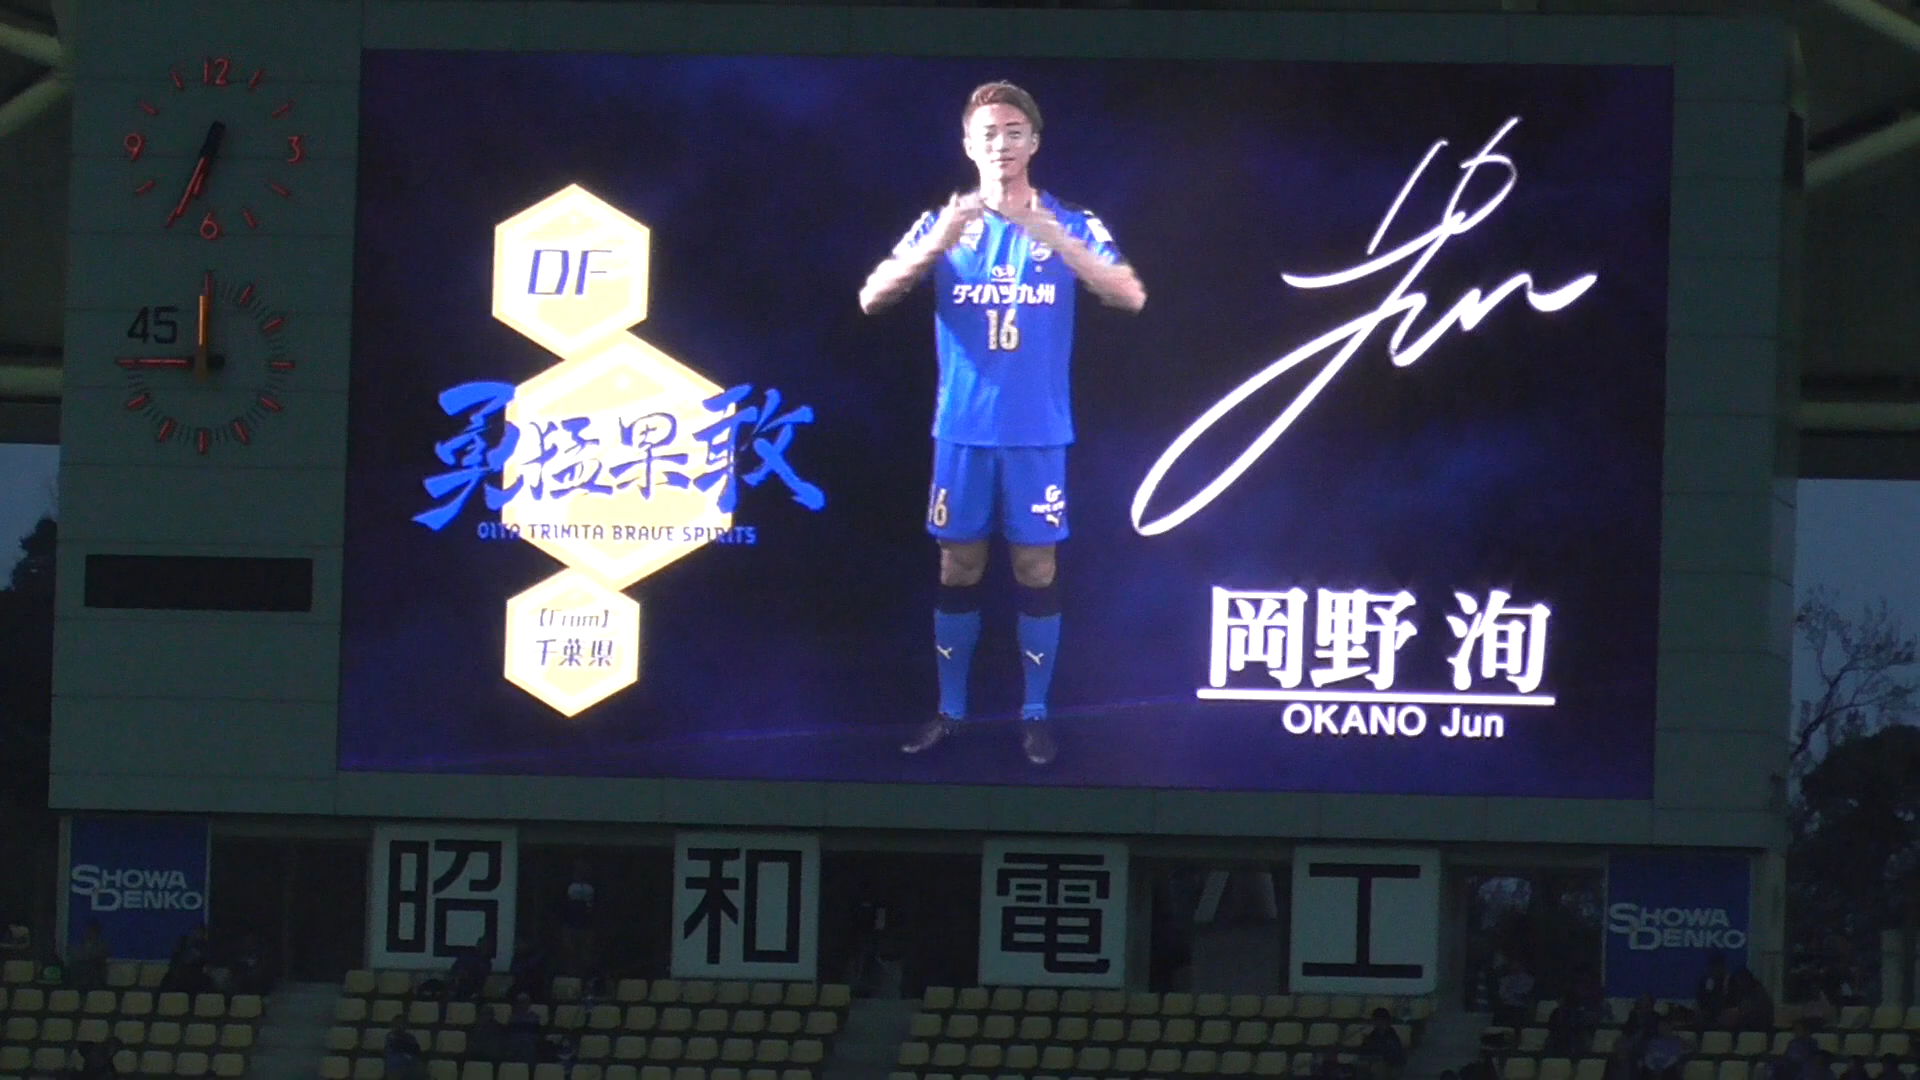 12
9
3
6
45
DF
勇猛果敢
OITA TRINITA BRAVE SPIRITS
【From】
千葉県
ダイハツ九州
16
16
Jun
岡野 洵
OKANO Jun
SHOWA DENKO
昭和電工
SHOWA DENKO